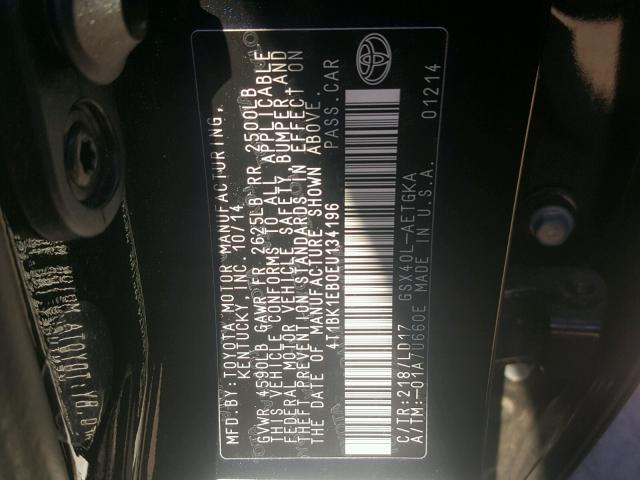 MFD. BY: TOYOTA MOTOR MANUFACTURING,
KENTUCKY, INC. 10/14
GVWR 4590LB GAWR FR 2625LB RR 2500LB
THIS VEHICLE CONFORMS TO ALL APPLICABLE
FEDERAL MOTOR VEHICLE SAFETY, BUMPER AND
THEFT PREVENTION STANDARDS IN EFFECT ON
THE DATE OF MANUFACTURE SHOWN ABOVE.
4T1BK1EB0EU134196 PASS. CAR
C/TR:218/LD17 GSX40L-AETGKA 01214
A/TM:-01A/U660E MADE IN U.S.A.